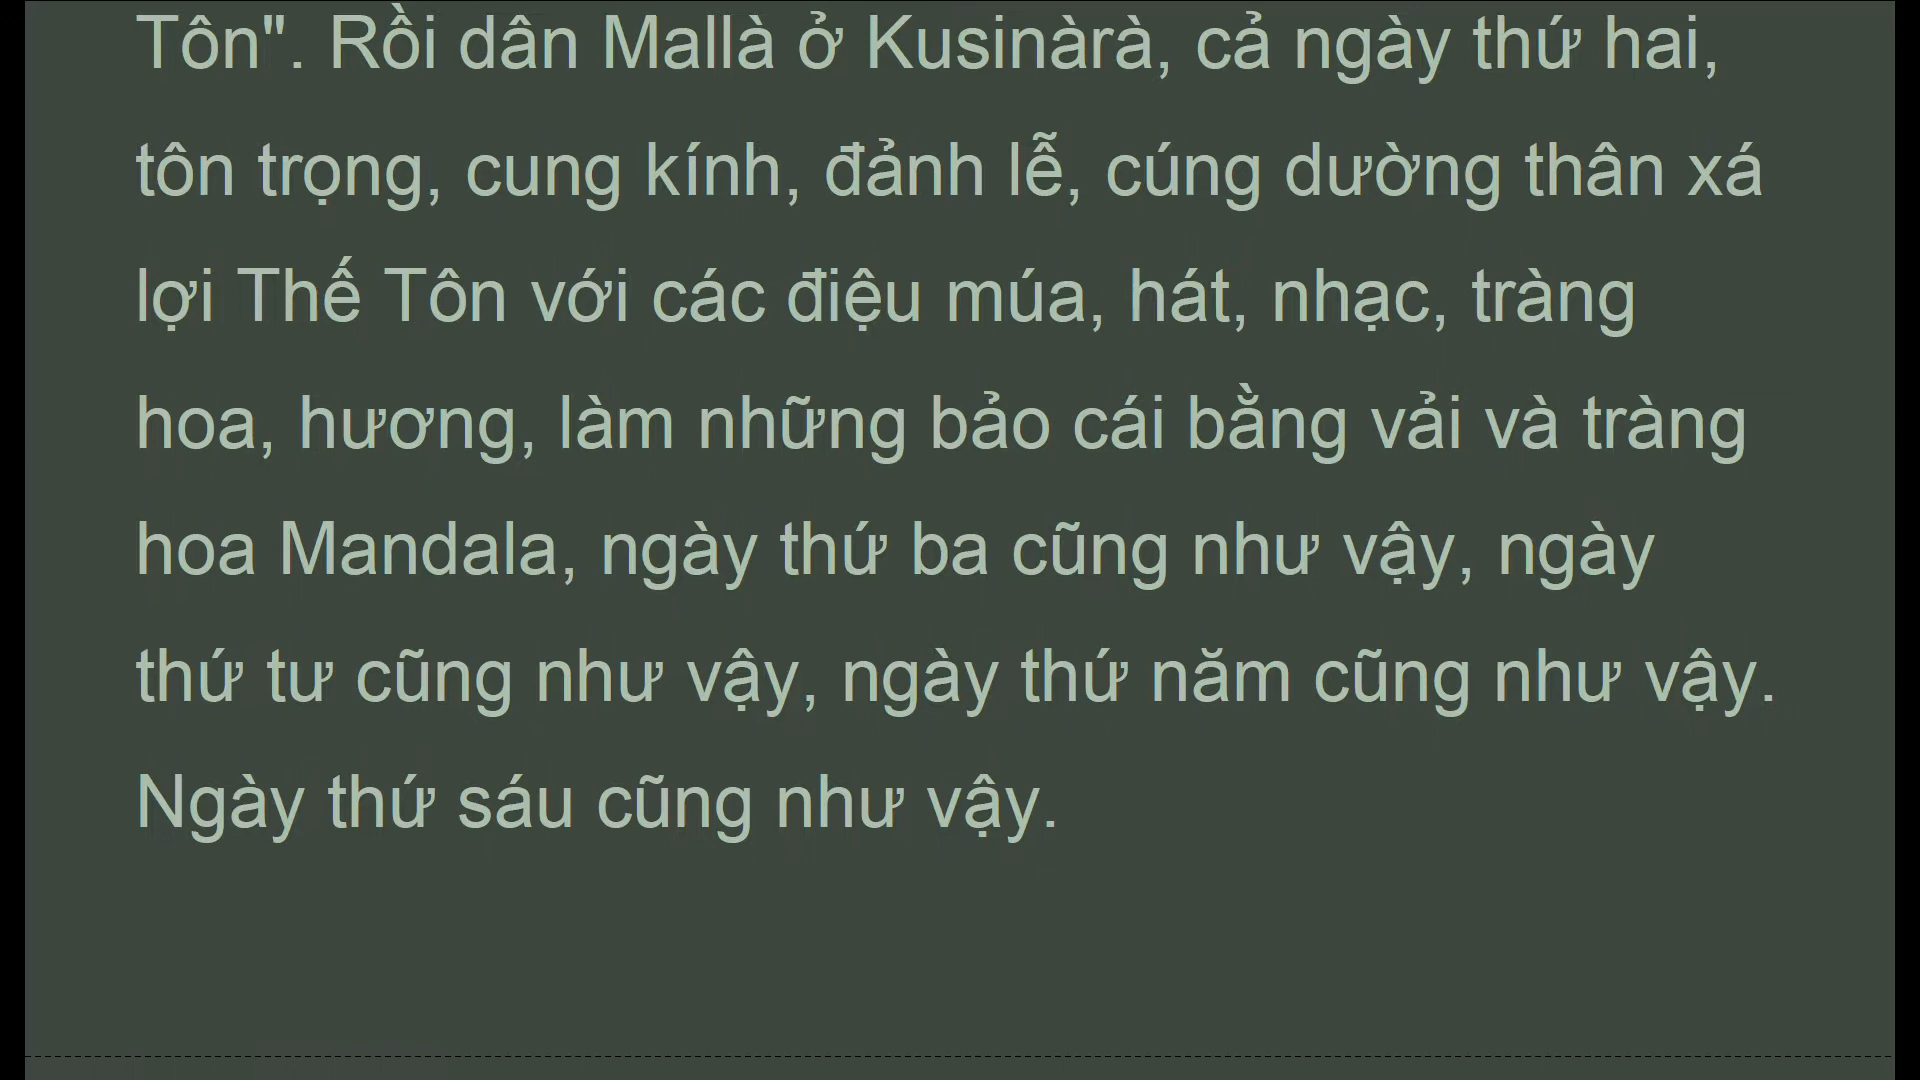 Tôn". Rồi dân Mallà ở Kusinàrà, cả ngày thứ hai,
tôn trọng, cung kính, đảnh lễ, cúng dường thân xá
lợi Thế Tôn với các điệu múa, hát, nhạc, tràng
hoa, hương, làm những bảo cái bằng vải và tràng
hoa Mandala, ngày thứ ba cũng như vậy, ngày
thứ tư cũng như vậy, ngày thứ năm cũng như vậy.
Ngày thứ sáu cũng như vậy.